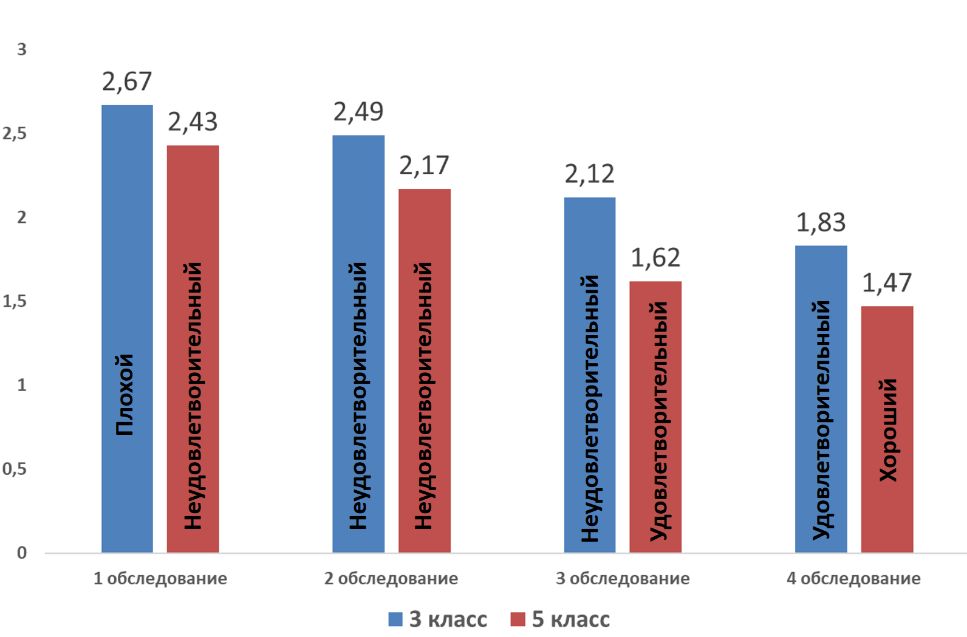 3
2,5
2
1,5
1
0,5
0
2,67
2,43
2,49
2,17
2,12
1,62
1,83
1,47
Плохой
Неудовлетворительный
Неудовлетворительный
Неудовлетворительный
Неудовлетворительный
Удовлетворительный
Удовлетворительный
Хороший
1 обследование
2 обследование
3 обследование
4 обследование
3 класс
5 класс